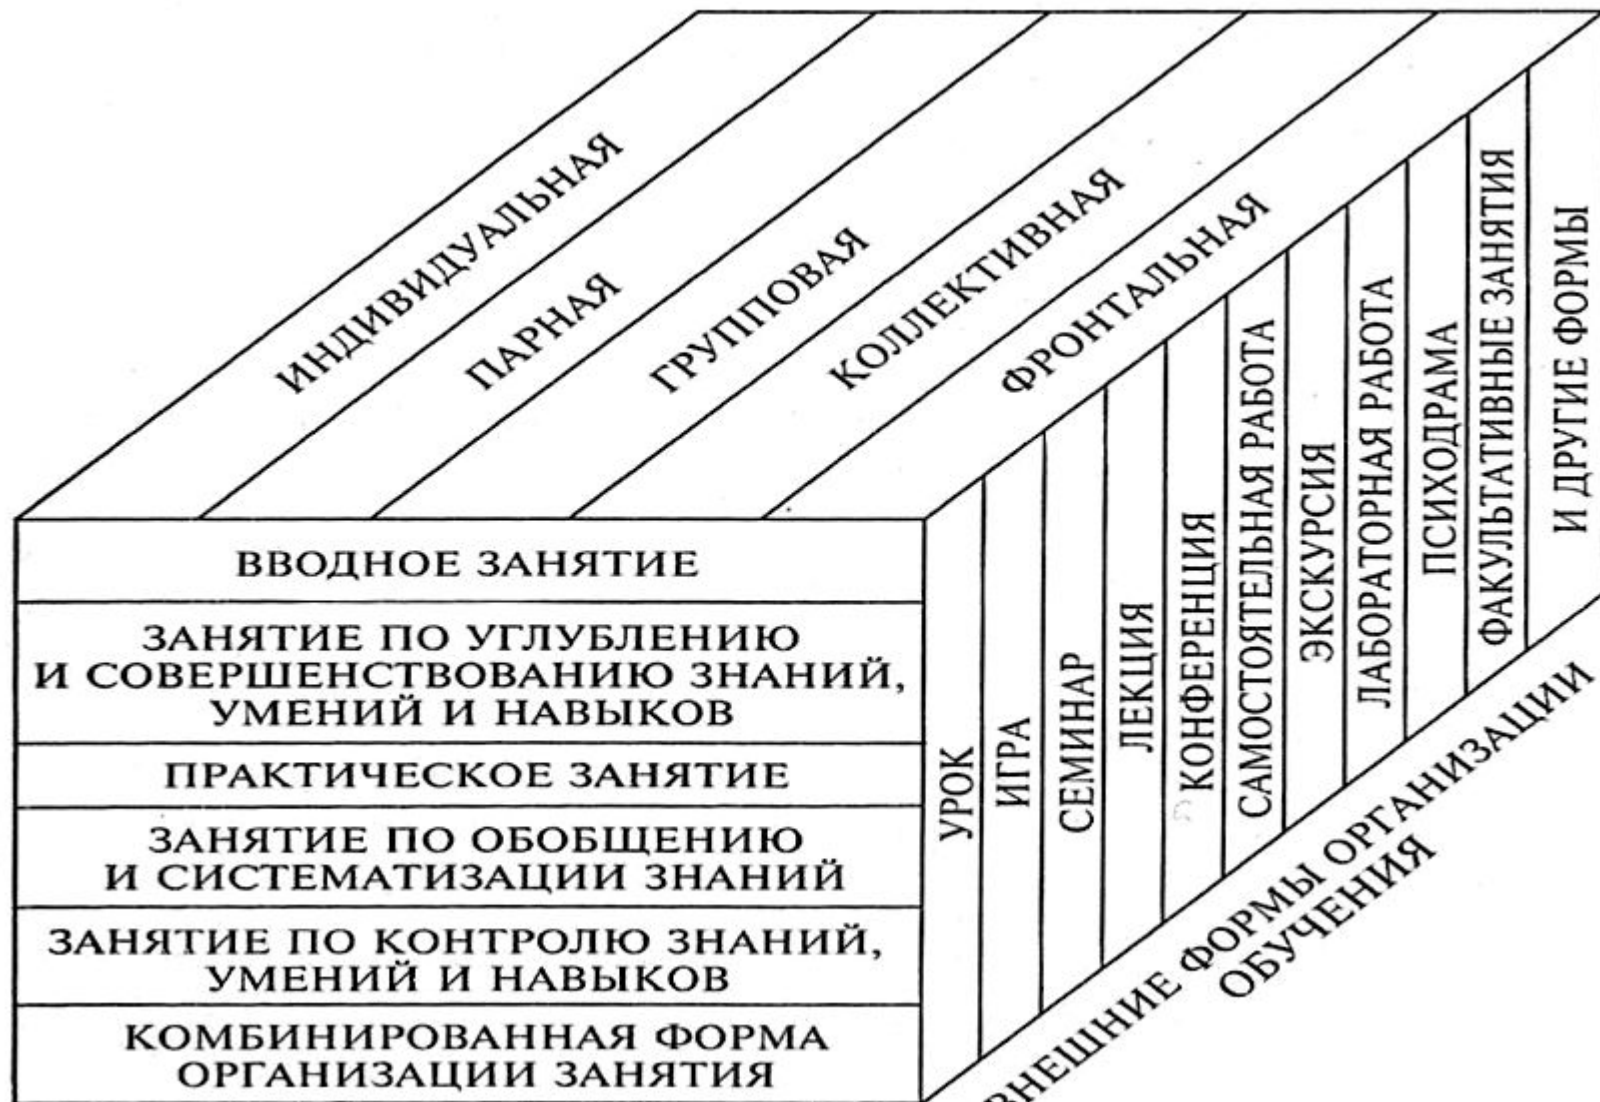 ИНДИВИДУАЛЬНАЯ
ПАРНАЯ
ГРУППОВАЯ
КОЛЛЕКТИВНАЯ
ФРОНТАЛЬНАЯ
ВВОДНОЕ ЗАНЯТИЕ
ЗАНЯТИЕ ПО УГЛУБЛЕНИЮ
И СОВЕРШЕНСТВОВАНИЮ ЗНАНИЙ,
УМЕНИЙ И НАВЫКОВ
ПРАКТИЧЕСКОЕ ЗАНЯТИЕ
ЗАНЯТИЕ ПО ОБОБЩЕНИЮ
И СИСТЕМАТИЗАЦИИ ЗНАНИЙ
ЗАНЯТИЕ ПО КОНТРОЛЮ ЗНАНИЙ,
УМЕНИЙ И НАВЫКОВ
КОМБИНИРОВАННАЯ ФОРМА
ОРГАНИЗАЦИИ ЗАНЯТИЯ
УРОК
ИГРА
СЕМИНАР
ЛЕКЦИЯ
КОНФЕРЕНЦИЯ
САМОСТОЯТЕЛЬНАЯ РАБОТА
ЭКСКУРСИЯ
ЛАБОРАТОРНАЯ РАБОТА
ПСИХОДРАМА
ФАКУЛЬТАТИВНЫЕ ЗАНЯТИЯ
И ДРУГИЕ ФОРМЫ
ВНЕШНИЕ ФОРМЫ ОРГАНИЗАЦИИ
ОБУЧЕНИЯ